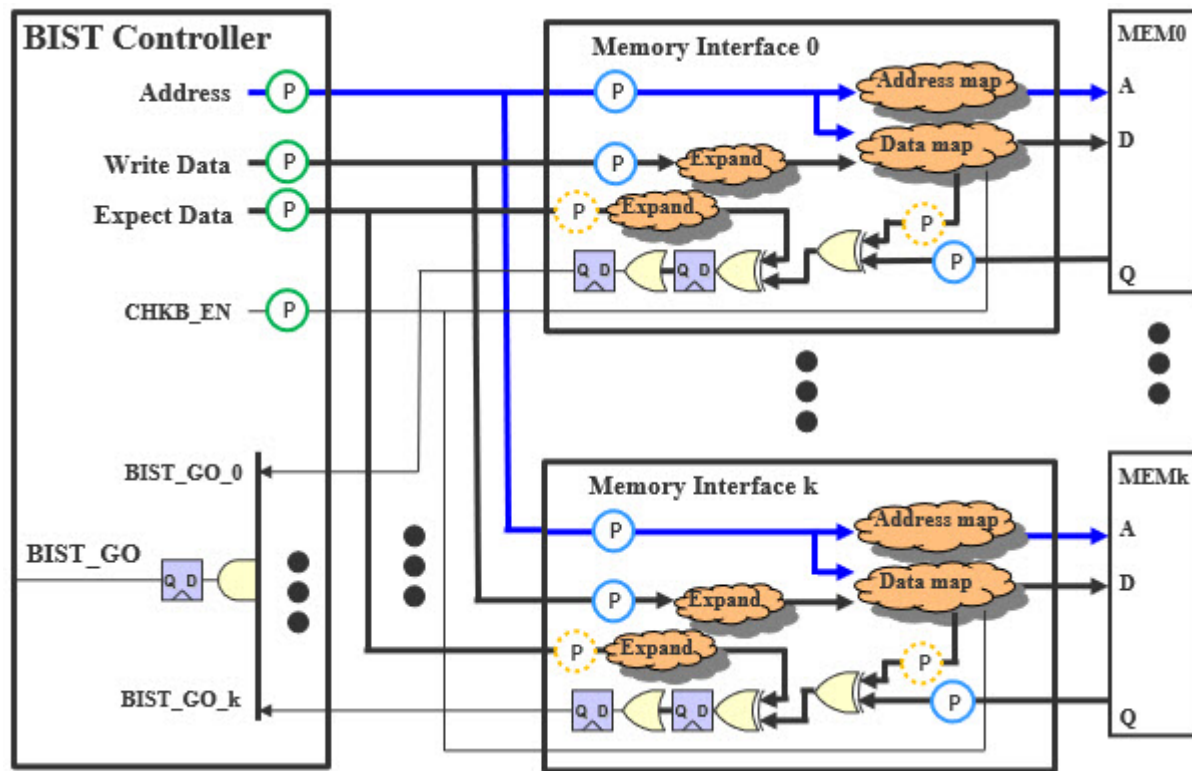 BIST Controller
Address
P
Write Data
P
Expect Data
P
CHKB_EN
P
BIST_GO_0
BIST_GO
Q D
BIST_GO_k
Memory Interface 0
P
Address map
P
Expand
Data map
P
Expand
P
Q D
Q D
P
MEM0
A
D
Q
Memory Interface k
P
Address map
P
Expand
Data map
P
Expand
P
Q D
Q D
P
MEMk
A
D
Q